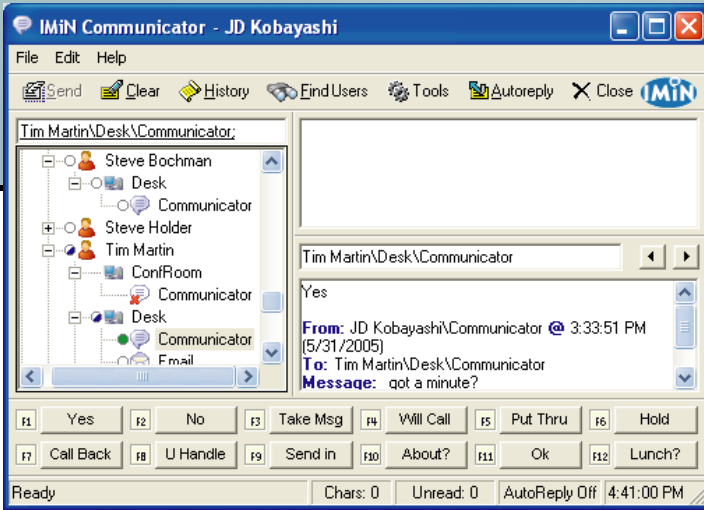 IMiN Communicator - JD Kobayashi
File Edit Help
Send Clear History Find Users Tools Autoreply Close IMiN
Tim Martin\Desk\Communicator;
Steve Bochman
Desk
Communicator
Steve Holder
Tim Martin
ConfRoom
Communicator
Desk
Communicator
Email
Tim Martin\Desk\Communicator
Yes
From: JD Kobayashi\Communicator @ 3:33:51 PM
(5/31/2005)
To: Tim Martin\Desk\Communicator
Message: got a minute?
F1 Yes F2 No F3 Take Msg F4 Will Call F5 Put Thru F6 Hold
F7 Call Back F8 U Handle F9 Send in F10 About? F11 Ok F12 Lunch?
Ready Chars: 0 Unread: 0 AutoReply Off 4:41:00 PM